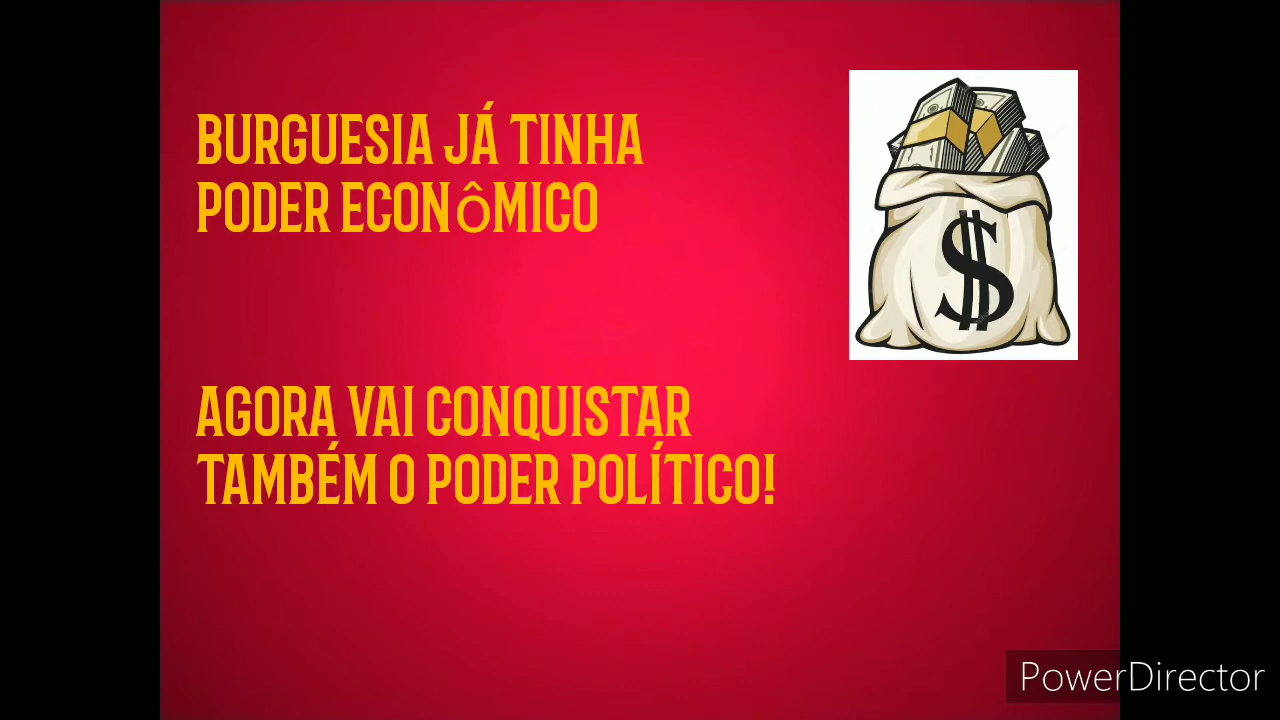 BURGUESIA JÁ TINHA
PODER ECONÔMICO
$
AGORA VAI CONQUISTAR
TAMBÉM O PODER POLÍTICO!
PowerDirector